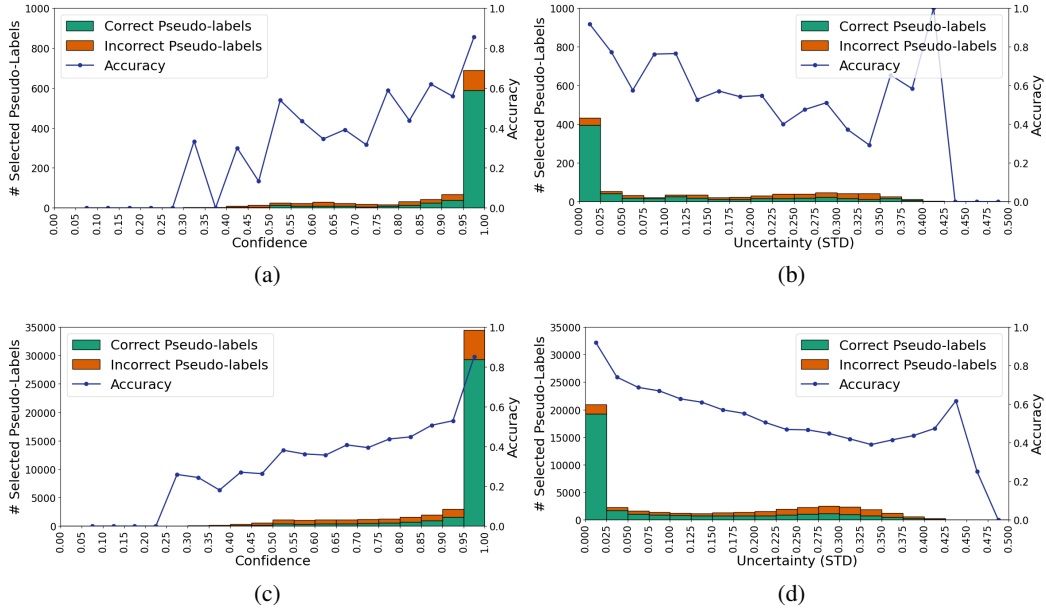 1000
800
600
400
200
0
# Selected Pseudo-Labels
Correct Pseudo-labels
Incorrect Pseudo-labels
Accuracy
1.0
0.8
0.6
0.4
0.2
0.0
Accuracy
0.00 0.05 0.10 0.15 0.20 0.25 0.30 0.35 0.40 0.45 0.50 0.55 0.60 0.65 0.70 0.75 0.80 0.85 0.90 0.95 1.00
Confidence
(a)
1000
800
600
400
200
0
# Selected Pseudo-Labels
Correct Pseudo-labels
Incorrect Pseudo-labels
Accuracy
1.0
0.8
0.6
0.4
0.2
0.0
Accuracy
0.00 0.025 0.050 0.075 0.100 0.125 0.150 0.175 0.200 0.225 0.250 0.275 0.300 0.325 0.350 0.375 0.400 0.425 0.450 0.475 0.500
Uncertainty (STD)
(b)
35000
30000
25000
20000
15000
10000
5000
0
# Selected Pseudo-Labels
Correct Pseudo-labels
Incorrect Pseudo-labels
Accuracy
1.0
0.8
0.6
0.4
0.2
0.0
Accuracy
0.00 0.05 0.10 0.15 0.20 0.25 0.30 0.35 0.40 0.45 0.50 0.55 0.60 0.65 0.70 0.75 0.80 0.85 0.90 0.95 1.00
Confidence
(c)
35000
30000
25000
20000
15000
10000
5000
0
# Selected Pseudo-Labels
Correct Pseudo-labels
Incorrect Pseudo-labels
Accuracy
1.0
0.8
0.6
0.4
0.2
0.0
Accuracy
0.00 0.025 0.050 0.075 0.100 0.125 0.150 0.175 0.200 0.225 0.250 0.275 0.300 0.325 0.350 0.375 0.400 0.425 0.450 0.475 0.500
Uncertainty (STD)
(d)